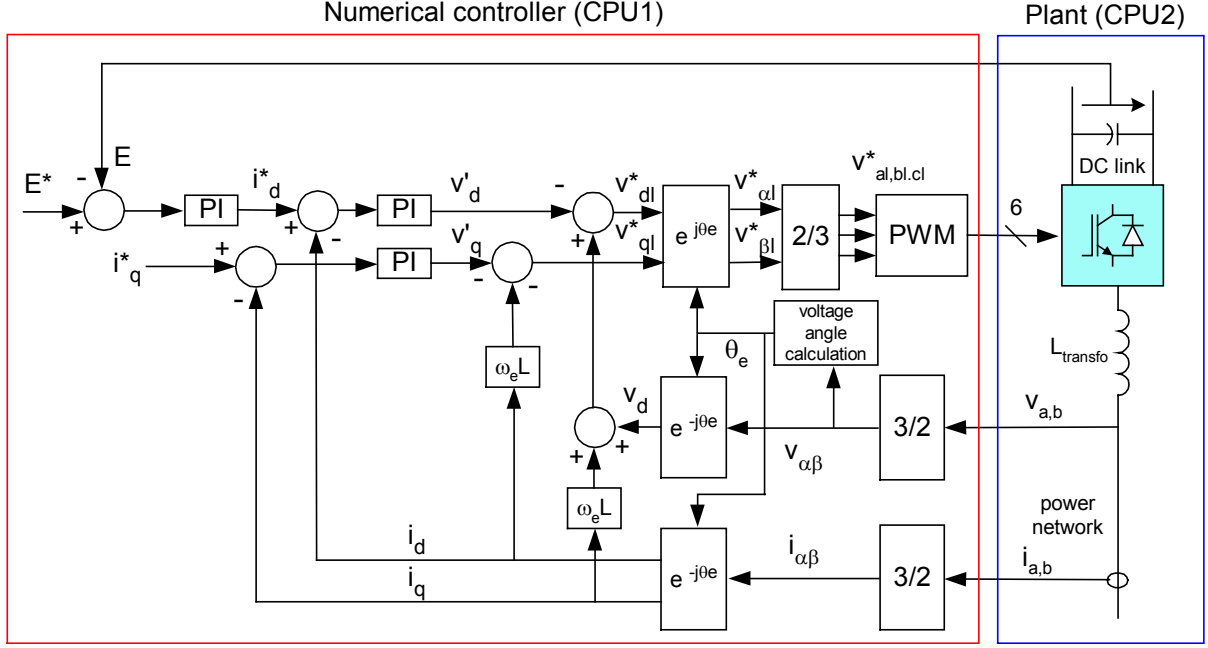 Numerical controller (CPU1)
Plant (CPU2)
E
E*
-
+
PI
i*d
+
-
PI
v'd
-
+
v*dl
v*ql
e jθe
v*αl
v*βl
2/3
v*al,bl.cl
PWM
6
DC link
i*q
+
-
PI
v'q
-
-
ωeL
voltage
angle
calculation
θe
Ltransfo
vd
+
+
e -jθe
vαβ
3/2
va,b
ωeL
power
network
id
iq
e -jθe
iαβ
3/2
ia,b